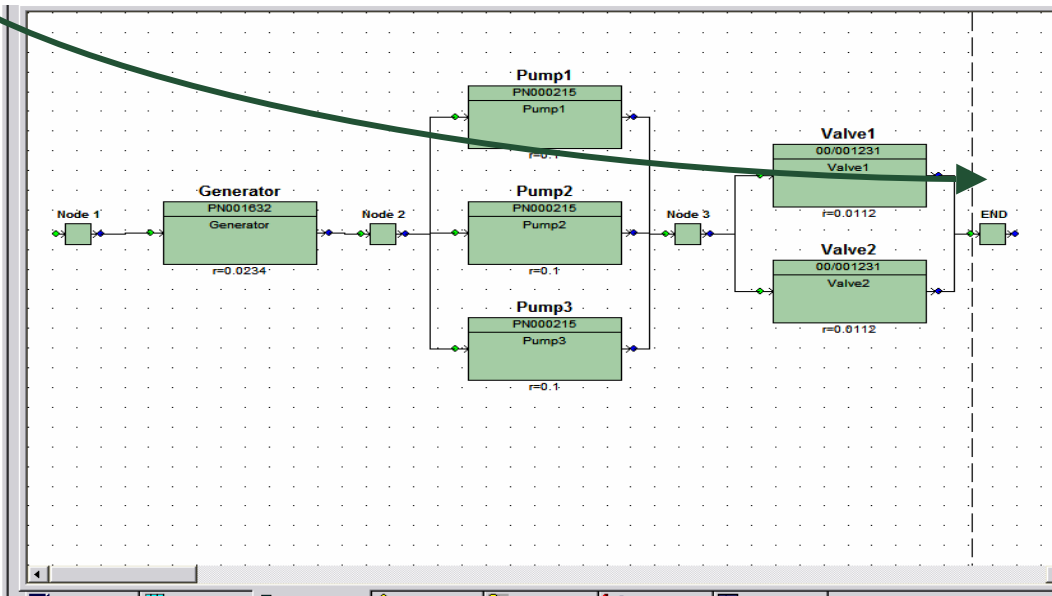 Pump1
PN000215
Pump1
r=0.1
Valve1
00/001231
Valve1
r=0.0112
Generator
PN001632
Generator
r=0.0234
Pump2
PN000215
Pump2
r=0.1
Node 1
Node 2
Node 3
END
Valve2
00/001231
Valve2
r=0.0112
Pump3
PN000215
Pump3
r=0.1